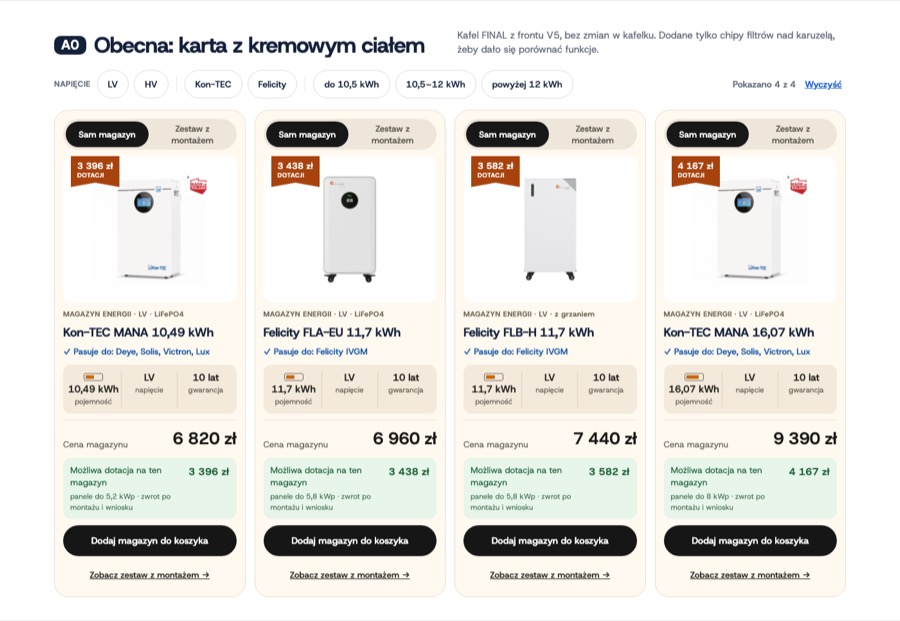 A0 Obecna: karta z kremowym ciałem
Kafel FINAL z frontu V5, bez zmian w kafelku. Dodane tylko chipy filtrów nad karuzelą,
żeby dało się porównać funkcje.
NAPIĘCIE LV HV Kon-TEC Felicity do 10,5 kWh 10,5–12 kWh powyżej 12 kWh Pokazano 4 z 4 Wyczyść
Sam magazyn
Zestaw z
montażem
3 396 zł
DOTACJI
MAGAZYN ENERGII · LV · LiFePO4
Kon-TEC MANA 10,49 kWh
✓ Pasuje do: Deye, Solis, Victron, Lux
10,49 kWh
pojemność
LV
napięcie
10 lat
gwarancja
Cena magazynu 6 820 zł
Możliwa dotacja na ten
magazyn
3 396 zł
panele do 5,2 kWp · zwrot po
montażu i wniosku
Dodaj magazyn do koszyka
Zobacz zestaw z montażem →
Sam magazyn
Zestaw z
montażem
3 438 zł
DOTACJI
MAGAZYN ENERGII · LV · LiFePO4
Felicity FLA-EU 11,7 kWh
✓ Pasuje do: Felicity IVGM
11,7 kWh
pojemność
LV
napięcie
10 lat
gwarancja
Cena magazynu 6 960 zł
Możliwa dotacja na ten
magazyn
3 438 zł
panele do 5,8 kWp · zwrot po
montażu i wniosku
Dodaj magazyn do koszyka
Zobacz zestaw z montażem →
Sam magazyn
Zestaw z
montażem
3 582 zł
DOTACJI
MAGAZYN ENERGII · LV · z grzaniem
Felicity FLB-H 11,7 kWh
✓ Pasuje do: Felicity IVGM
11,7 kWh
pojemność
LV
napięcie
10 lat
gwarancja
Cena magazynu 7 440 zł
Możliwa dotacja na ten
magazyn
3 582 zł
panele do 5,8 kWp · zwrot po
montażu i wniosku
Dodaj magazyn do koszyka
Zobacz zestaw z montażem →
Sam magazyn
Zestaw z
montażem
4 167 zł
DOTACJI
MAGAZYN ENERGII · LV · LiFePO4
Kon-TEC MANA 16,07 kWh
✓ Pasuje do: Deye, Solis, Victron, Lux
16,07 kWh
pojemność
LV
napięcie
10 lat
gwarancja
Cena magazynu 9 390 zł
Możliwa dotacja na ten
magazyn
4 167 zł
panele do 8 kWp · zwrot po
montażu i wniosku
Dodaj magazyn do koszyka
Zobacz zestaw z montażem →